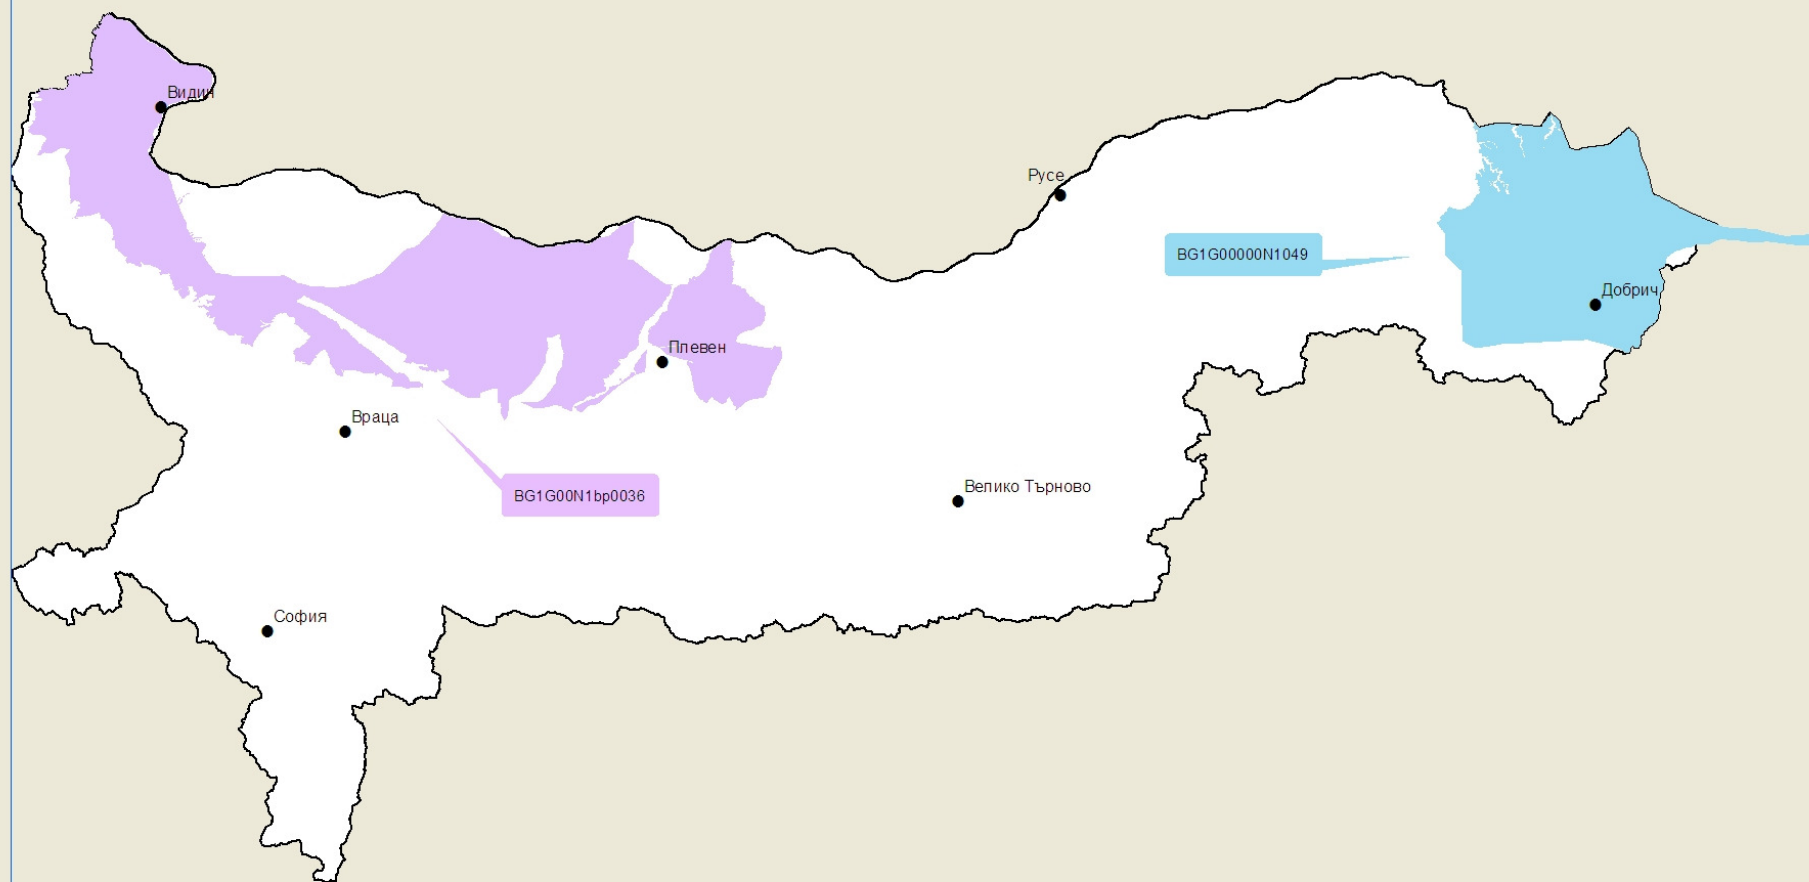 Видин
Русе
BG1G00000N1049
Добрич
Плевен
Враца
BG1G00N1bp0036
Велико Търново
София